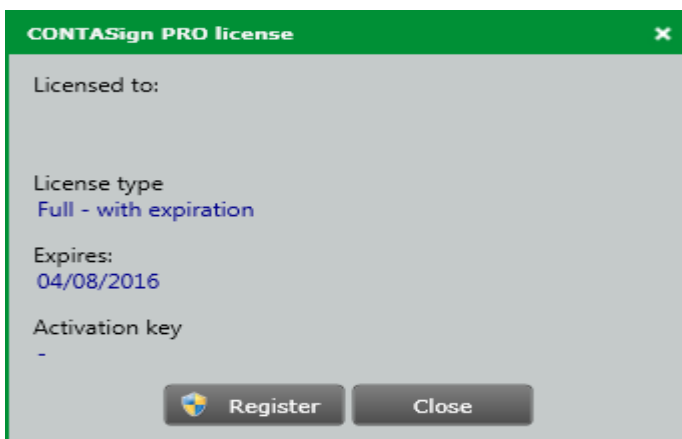 CONTASign PRO license
Licensed to:
License type
Full - with expiration
Expires:
04/08/2016
Activation key
-
Register Close